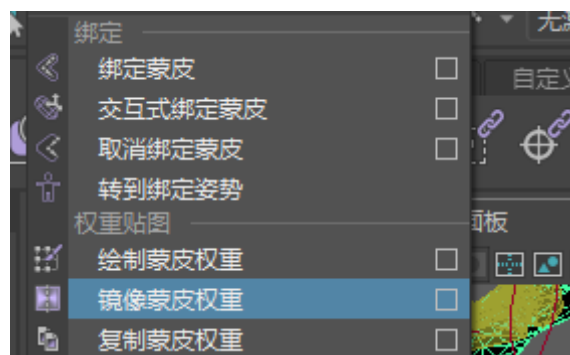 绑定
绑定蒙皮
交互式绑定蒙皮
取消绑定蒙皮
转到绑定姿势
权重贴图
绘制蒙皮权重
镜像蒙皮权重
复制蒙皮权重
无
自定
面板